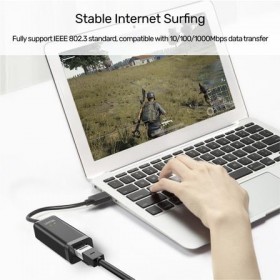 Stable Internet Surfing
Fully support IEEE 802.3 standard, compatible with 10/100/1000Mbps data transfer